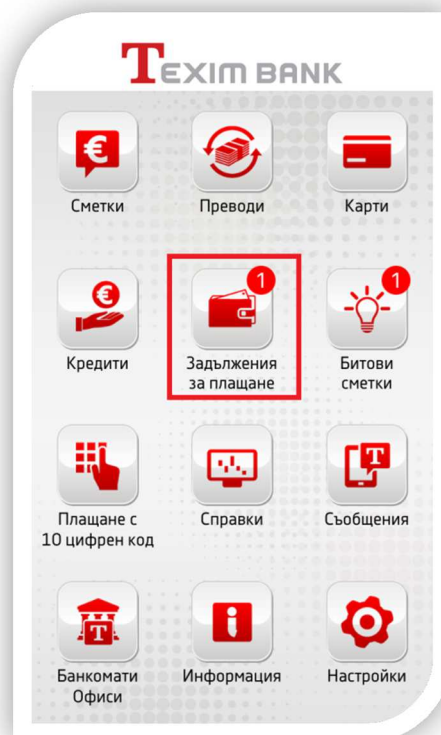 TEXIM BANK
€
Сметки
Преводи
Карти
€
Кредити
1
Задължения
за плащане
1
Битови
сметки
Плащане с
10 цифрен код
Справки
T
Съобщения
T
Банкомати
Офиси
i
Информация
Настройки